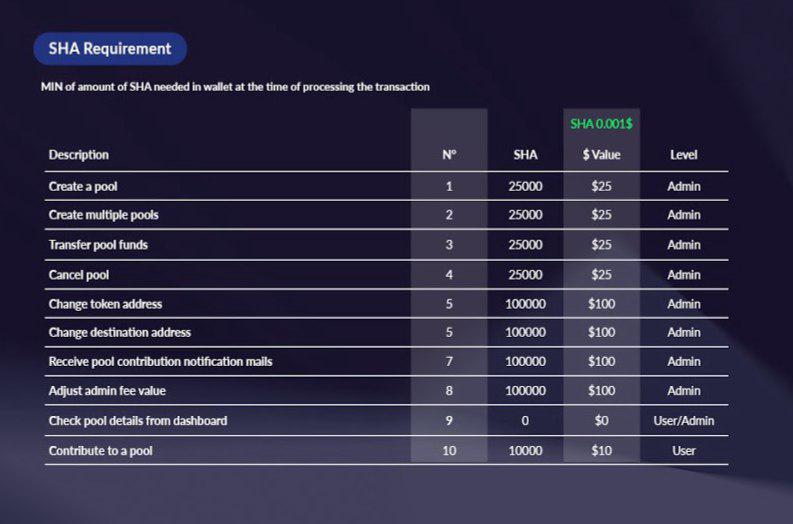 SHA Requirement
MIN of amount of SHA needed in wallet at the time of processing the transaction
SHA 0.001$
Description N° SHA $ Value Level
Create a pool 1 25000 $25 Admin
Create multiple pools 2 25000 $25 Admin
Transfer pool funds 3 25000 $25 Admin
Cancel pool 4 25000 $25 Admin
Change token address 5 100000 $100 Admin
Change destination address 5 100000 $100 Admin
Receive pool contribution notification mails 7 100000 $100 Admin
Adjust admin fee value 8 100000 $100 Admin
Check pool details from dashboard 9 0 $0 User/Admin
Contribute to a pool 10 10000 $10 User